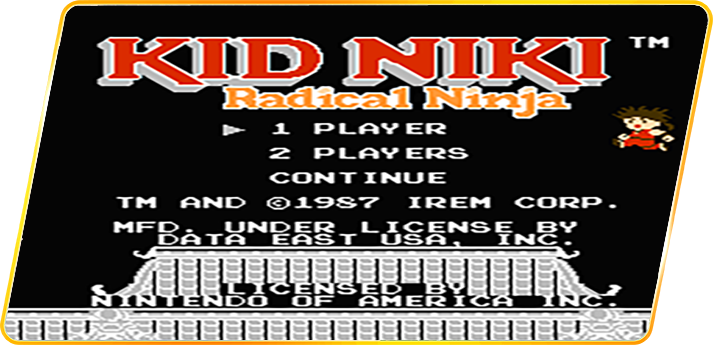 KID NIKI ™
Radical Ninja
1 PLAYER
2 PLAYERS
CONTINUE
TM AND ©1987 IREM CORP.
MFD. UNDER LICENSE BY
DATA EAST USA, INC.
LICENSED BY
NINTENDO OF AMERICA INC.